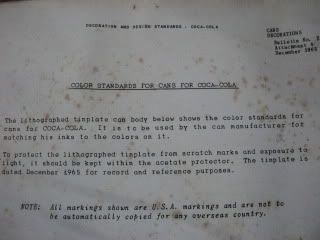 DECORATION AND DESIGN STANDARDS - COCA-COLA
CANS
DECORATIONS
Bulletin No.
Attachment
December 1965
COLOR STANDARDS FOR CANS FOR COCA-COLA
The lithographed tinplate can body below shows the color standards for
cans for COCA-COLA. It is to be used by the can manufacturer for
matching his inks to the colors on it.
To protect the lithographed tinplate from scratch marks and exposure to
light, it should be kept within the acetate protector. The tinplate is
dated December 1965 for record and reference purposes.
NOTE: All markings shown are U.S.A. markings and are not to
be automatically copied for any overseas country.